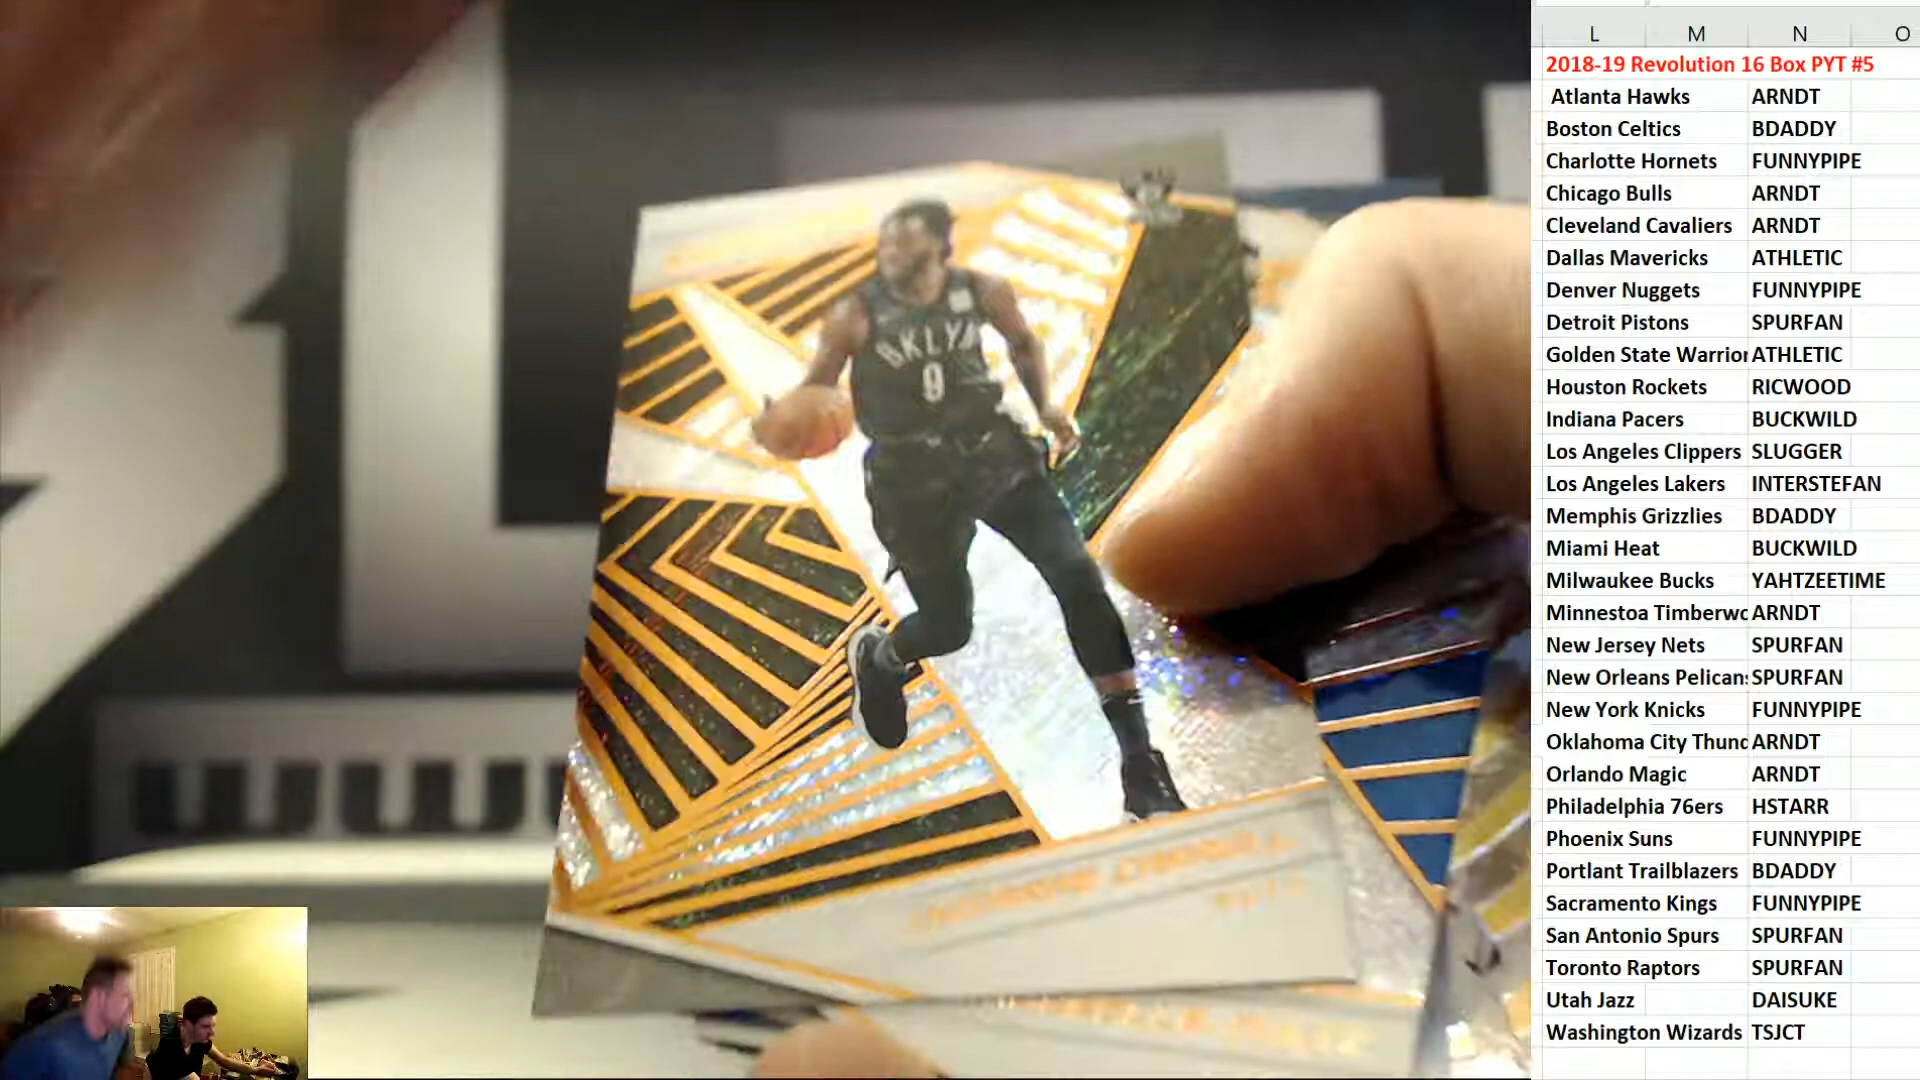 L M N O
2018-19 Revolution 16 Box PYT #5
Atlanta Hawks ARNDT
Boston Celtics BDADDY
Charlotte Hornets FUNNYPIPE
Chicago Bulls ARNDT
Cleveland Cavaliers ARNDT
Dallas Mavericks ATHLETIC
Denver Nuggets FUNNYPIPE
Detroit Pistons SPURFAN
Golden State Warrior ATHLETIC
Houston Rockets RICWOOD
Indiana Pacers BUCKWILD
Los Angeles Clippers SLUGGER
Los Angeles Lakers INTERSTEFAN
Memphis Grizzlies BDADDY
Miami Heat BUCKWILD
Milwaukee Bucks YAHTZEETIME
Minnestoa Timberwo ARNDT
New Jersey Nets SPURFAN
New Orleans Pelicans SPURFAN
New York Knicks FUNNYPIPE
Oklahoma City Thund ARNDT
Orlando Magic ARNDT
Philadelphia 76ers HSTARR
Phoenix Suns FUNNYPIPE
Portlant Trailblazers BDADDY
Sacramento Kings FUNNYPIPE
San Antonio Spurs SPURFAN
Toronto Raptors SPURFAN
Utah Jazz DAISUKE
Washington Wizards TSJCT
BKLYN
9